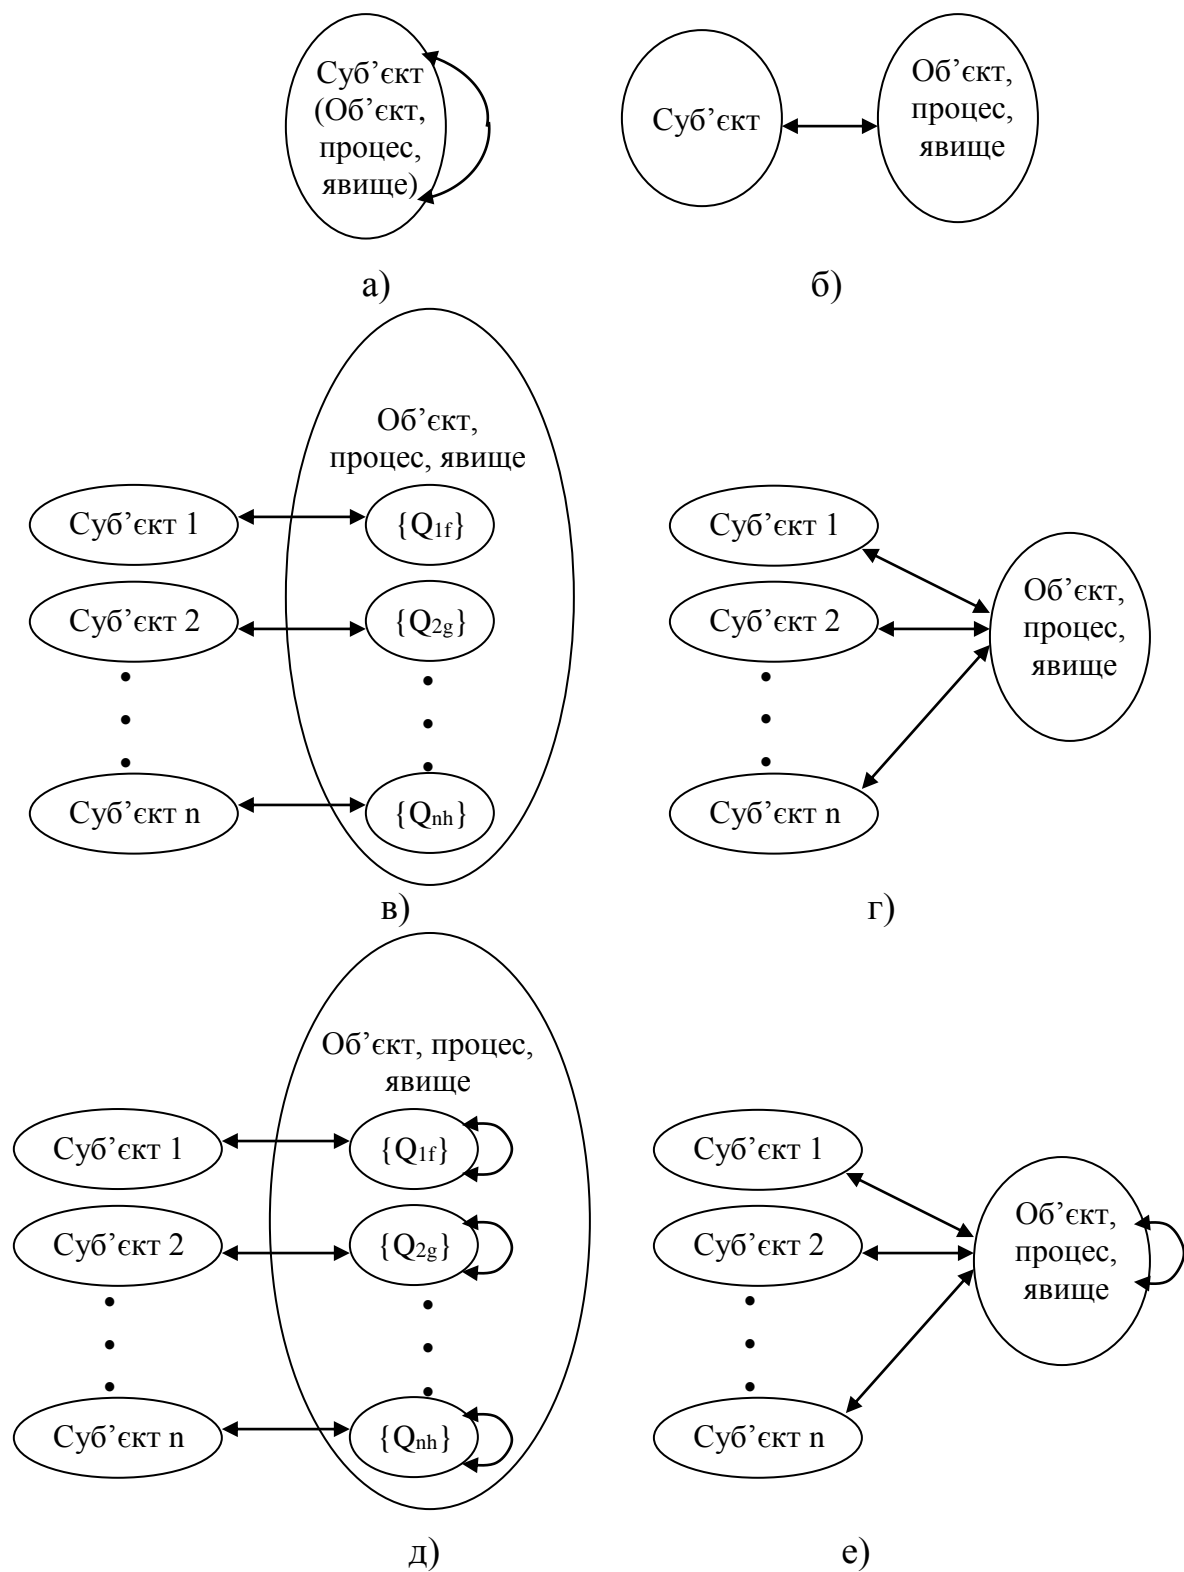 Суб’єкт
(Об’єкт,
процес,
явище)
Суб’єкт
Об’єкт,
процес,
явище
а)
б)
Об’єкт,
процес, явище
Суб’єкт 1
{Q1f}
Суб’єкт 2
{Q2g}
Суб’єкт n
{Qnh}
Суб’єкт 1
Суб’єкт 2
Суб’єкт n
Об’єкт,
процес,
явище
в)
г)
Об’єкт, процес,
явище
Суб’єкт 1
{Q1f}
Суб’єкт 2
{Q2g}
Суб’єкт n
{Qnh}
Суб’єкт 1
Суб’єкт 2
Суб’єкт n
Об’єкт,
процес,
явище
д)
е)